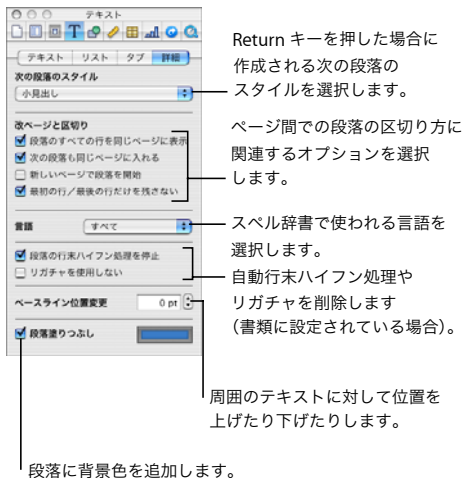 テキスト
テキスト リスト タブ 詳細
次の段落のスタイル
小見出し
Return キーを押した場合に
作成される次の段落の
スタイルを選択します。
改ページと区切り
段落のすべての行を同じページに表示
次の段落も同じページに入れる
新しいページで段落を開始
最初の行／最後の行だけを残さない
ページ間での段落の区切り方に
関連するオプションを選択
します。
言語 すべて
スペル辞書で使われる言語を
選択します。
段落の行末ハイフン処理を停止
リガチャを使用しない
自動行末ハイフン処理や
リガチャを削除します
（書類に設定されている場合）。
ベースライン位置変更 0 pt
段落塗りつぶし
周囲のテキストに対して位置を
上げたり下げたりします。
段落に背景色を追加します。